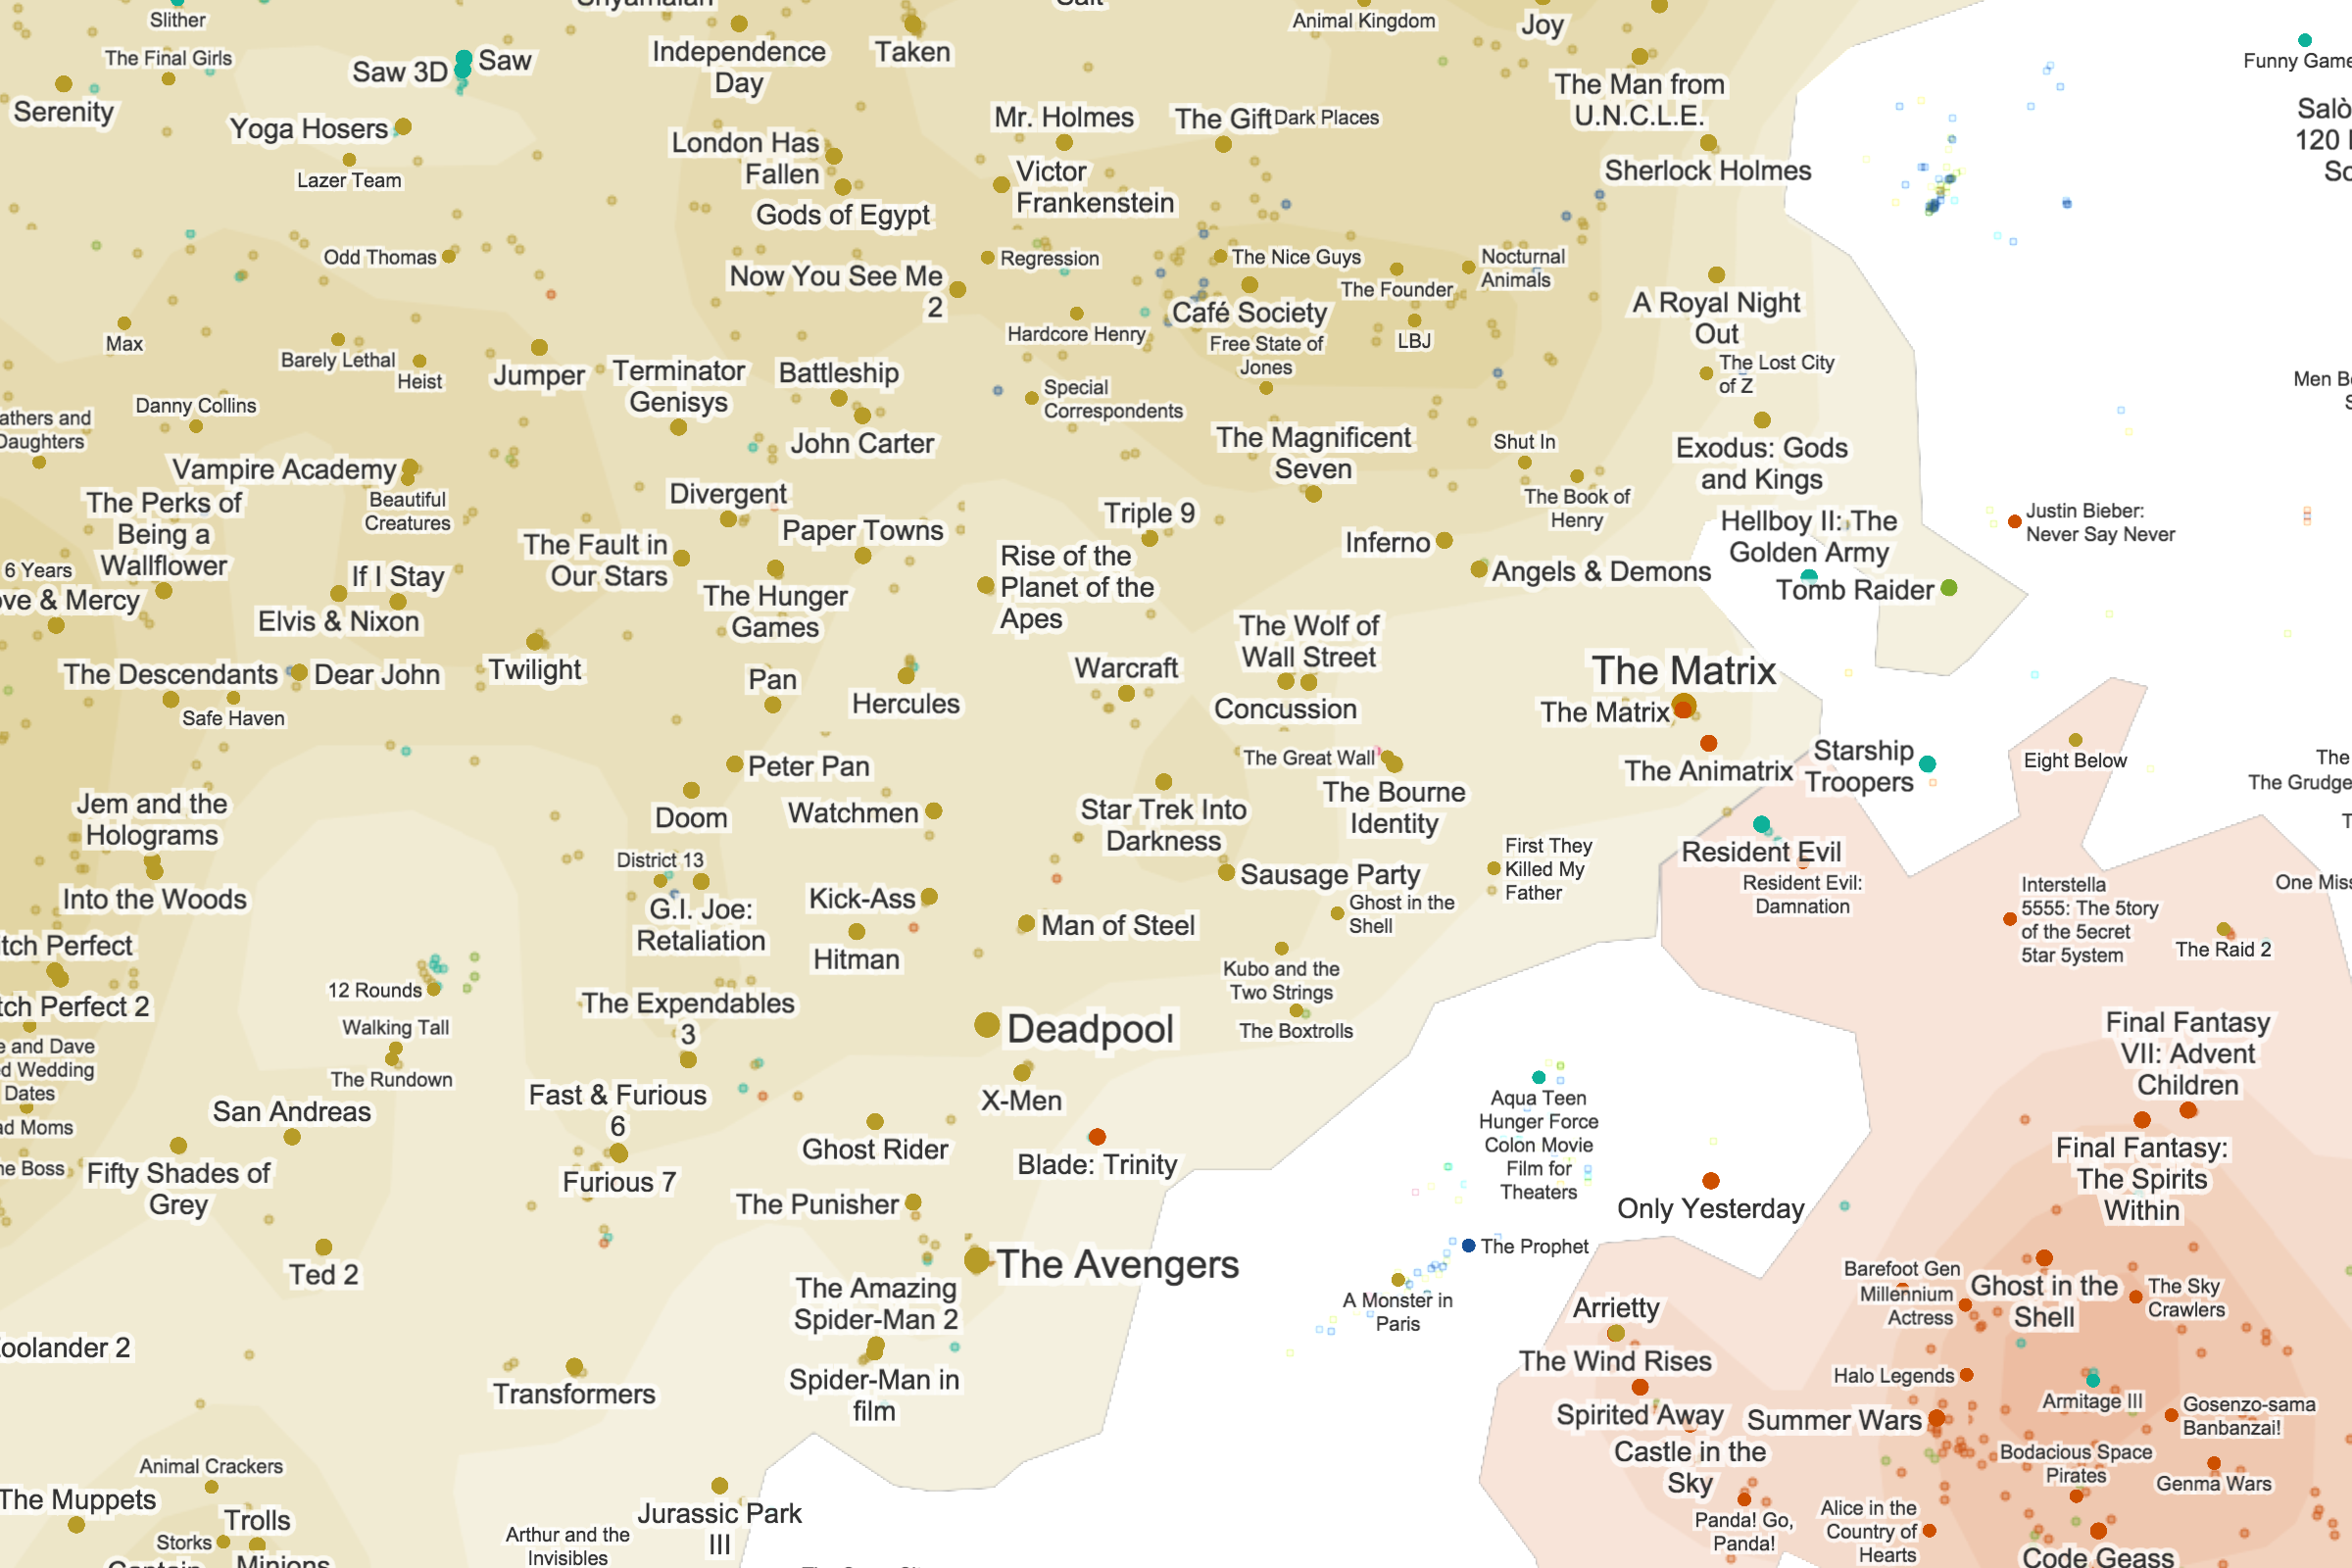 Shyamalan
Salt
Slither
Animal Kingdom
Joy
The Final Girls
Saw 3D
Saw
Independence
Day
Taken
Funny Game
Serenity
Yoga Hosers
Lazer Team
London Has
Fallen
Gods of Egypt
Mr. Holmes
Victor
Frankenstein
The Gift
Dark Places
The Man from
U.N.C.L.E.
Sherlock Holmes
Salò
120
So
Odd Thomas
Now You See Me
2
Regression
Hardcore Henry
The Nice Guys
Café Society
Free State of
Jones
The Founder
LBJ
Nocturnal
Animals
A Royal Night
Out
The Lost City
of Z
Max
Barely Lethal
Heist
Jumper
Terminator
Genisys
Battleship
John Carter
Special
Correspondents
Men B
S
Danny Collins
athers and
Daughters
Vampire Academy
Beautiful
Creatures
The Magnificent
Seven
Shut In
The Book of
Henry
Exodus: Gods
and Kings
The Perks of
Being a
Wallflower
Divergent
Paper Towns
Triple 9
Inferno
Angels & Demons
Hellboy II: The
Golden Army
Tomb Raider
Justin Bieber:
Never Say Never
6 Years
ove & Mercy
If I Stay
Elvis & Nixon
The Fault in
Our Stars
The Hunger
Games
Rise of the
Planet of the
Apes
The Descendants
Safe Haven
Dear John
Twilight
Pan
Hercules
Warcraft
The Wolf of
Wall Street
Concussion
The Matrix
The Matrix
The Animatrix
The Great Wall
The Bourne
Identity
Starship
Troopers
Eight Below
The
The Grudge
T
Jem and the
Holograms
Into the Woods
Peter Pan
Doom
Watchmen
Star Trek Into
Darkness
District 13
G.I. Joe:
Retaliation
Kick-Ass
Hitman
Man of Steel
Sausage Party
Ghost in the
Shell
First They
Killed My
Father
Resident Evil
Resident Evil:
Damnation
Interstella
5555: The 5tory
of the 5ecret
5tar 5ystem
The Raid 2
One Miss
itch Perfect
tch Perfect 2
12 Rounds
Walking Tall
The Rundown
The Expendables
3
Deadpool
Kubo and the
Two Strings
The Boxtrolls
Final Fantasy
VII: Advent
Children
e and Dave
d Wedding
Dates
ad Moms
he Boss
San Andreas
Fifty Shades of
Grey
Fast & Furious
6
Furious 7
X-Men
Ghost Rider
Blade: Trinity
Aqua Teen
Hunger Force
Colon Movie
Film for
Theaters
Only Yesterday
Final Fantasy:
The Spirits
Within
The Punisher
The Avengers
The Prophet
A Monster in
Paris
Ted 2
The Amazing
Spider-Man 2
Spider-Man in
film
Barefoot Gen
Millennium
Actress
Ghost in the
Shell
The Sky
Crawlers
Arrietty
The Wind Rises
Zoolander 2
Transformers
Halo Legends
Armitage III
Gosenzo-sama
Banbanzai!
Spirited Away
Summer Wars
Castle in the
Sky
Bodacious Space
Pirates
Genma Wars
Animal Crackers
The Muppets
Storks
Trolls
Minions
Captain
Arthur and the
Invisibles
Jurassic Park
III
Panda! Go,
Panda!
Alice in the
Country of
Hearts
Code Geass